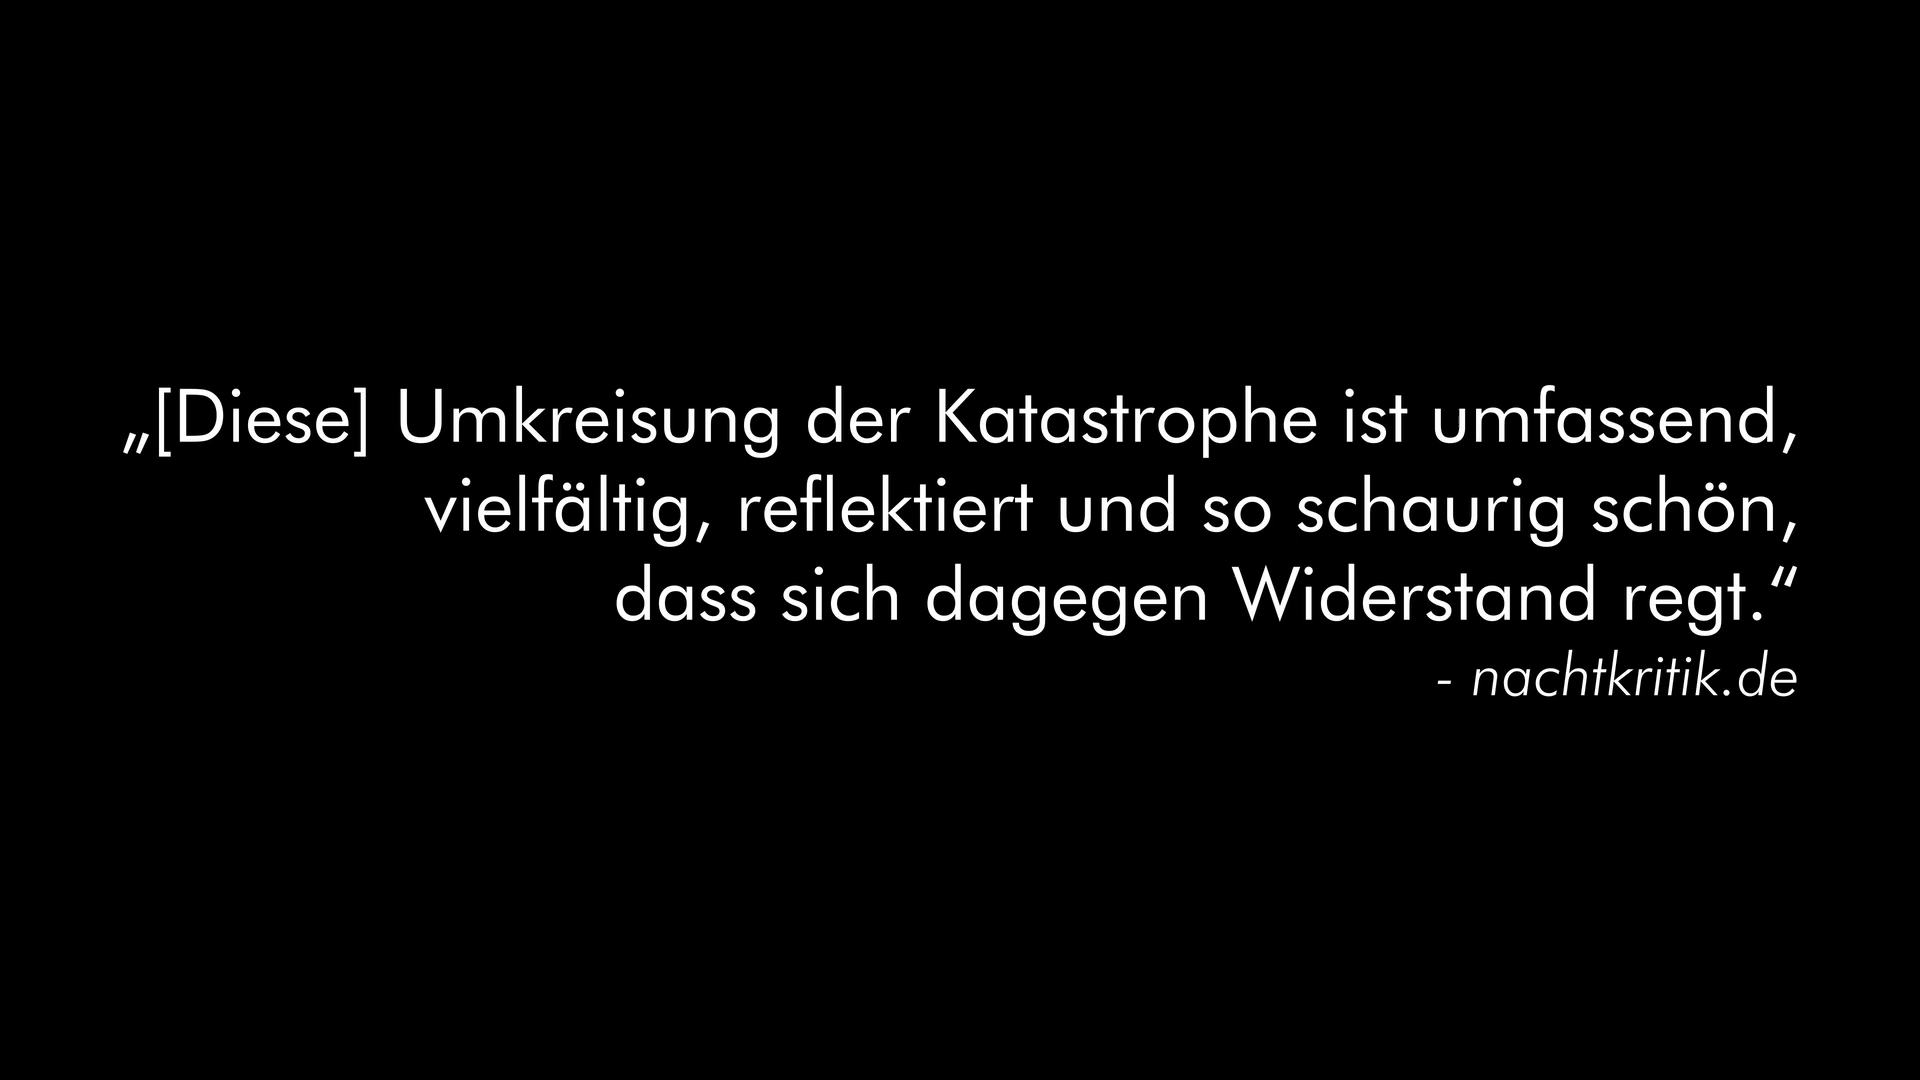 „[Diese] Umkreisung der Katastrophe ist umfassend,
vielfältig, reflektiert und so schaurig schön,
dass sich dagegen Widerstand regt.“
- nachtkritik.de